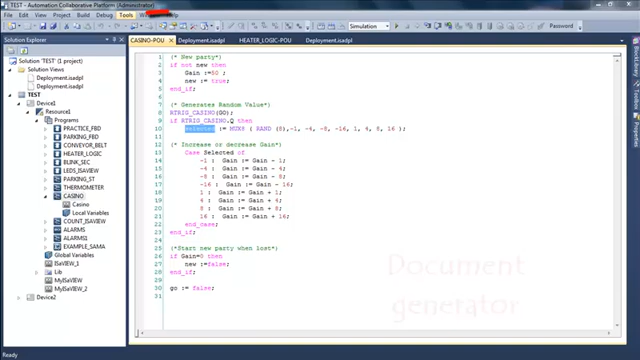 TEST - Automation Collaborative Platform (Administrator)
File Edit View Project Build Debug Tools
Simulation
Password
Solution Explorer
CASINO-POU Deployment.isadpl HEATER_LOGIC-POU Deployment.isadpl
Solution 'TEST' (1 project)
Solution Views
Deployment.isadpl
Deployment.isadpl
TEST
Device1
Resource1
Programs
PRACTICE_FBD
PARKING_FBD
CONVEYOR_BELT
HEATER_LOGIC
BLINK_SEC
LED_DISABLED
PARKING_ST
THERMOMETER
CASINO
Casino
Local Variables
COUNT_ISAVIEW
ALARMS
ALARMS1
EXAMPLE_SAMA
Global Variables
ISaVIEW_1
Lib
MyISaVIEW
MyISaVIEW_2
Device2
1 (* New party*)
2 if not new then
3 Gain :=50 ;
4 new := true;
5 end_if;
6
7 (* Generates Random Value*)
8 RTRIG_CASINO(GO);
9 if RTRIG_CASINO.Q then
10 Selected := MUX8 ( RAND (8),-1, -4, -8, -16, 1, 4, 8, 16 );
11
12 (* Increase or decrease Gain*)
13 Case Selected of
14 -1 : Gain := Gain - 1;
15 -4 : Gain := Gain - 4;
16 -8 : Gain := Gain - 8;
17 -16 : Gain := Gain - 16;
18 1 : Gain := Gain + 1;
19 4 : Gain := Gain + 4;
20 8 : Gain := Gain + 8;
21 16 : Gain := Gain + 16;
22 end_case;
23 end_if;
24
25 (*Start new party when lost*)
26 if Gain=0 then
27 new :=false;
28 end_if;
29
30 go := false;
31
Document
generator
BlockLibrary
Toolbox
Device